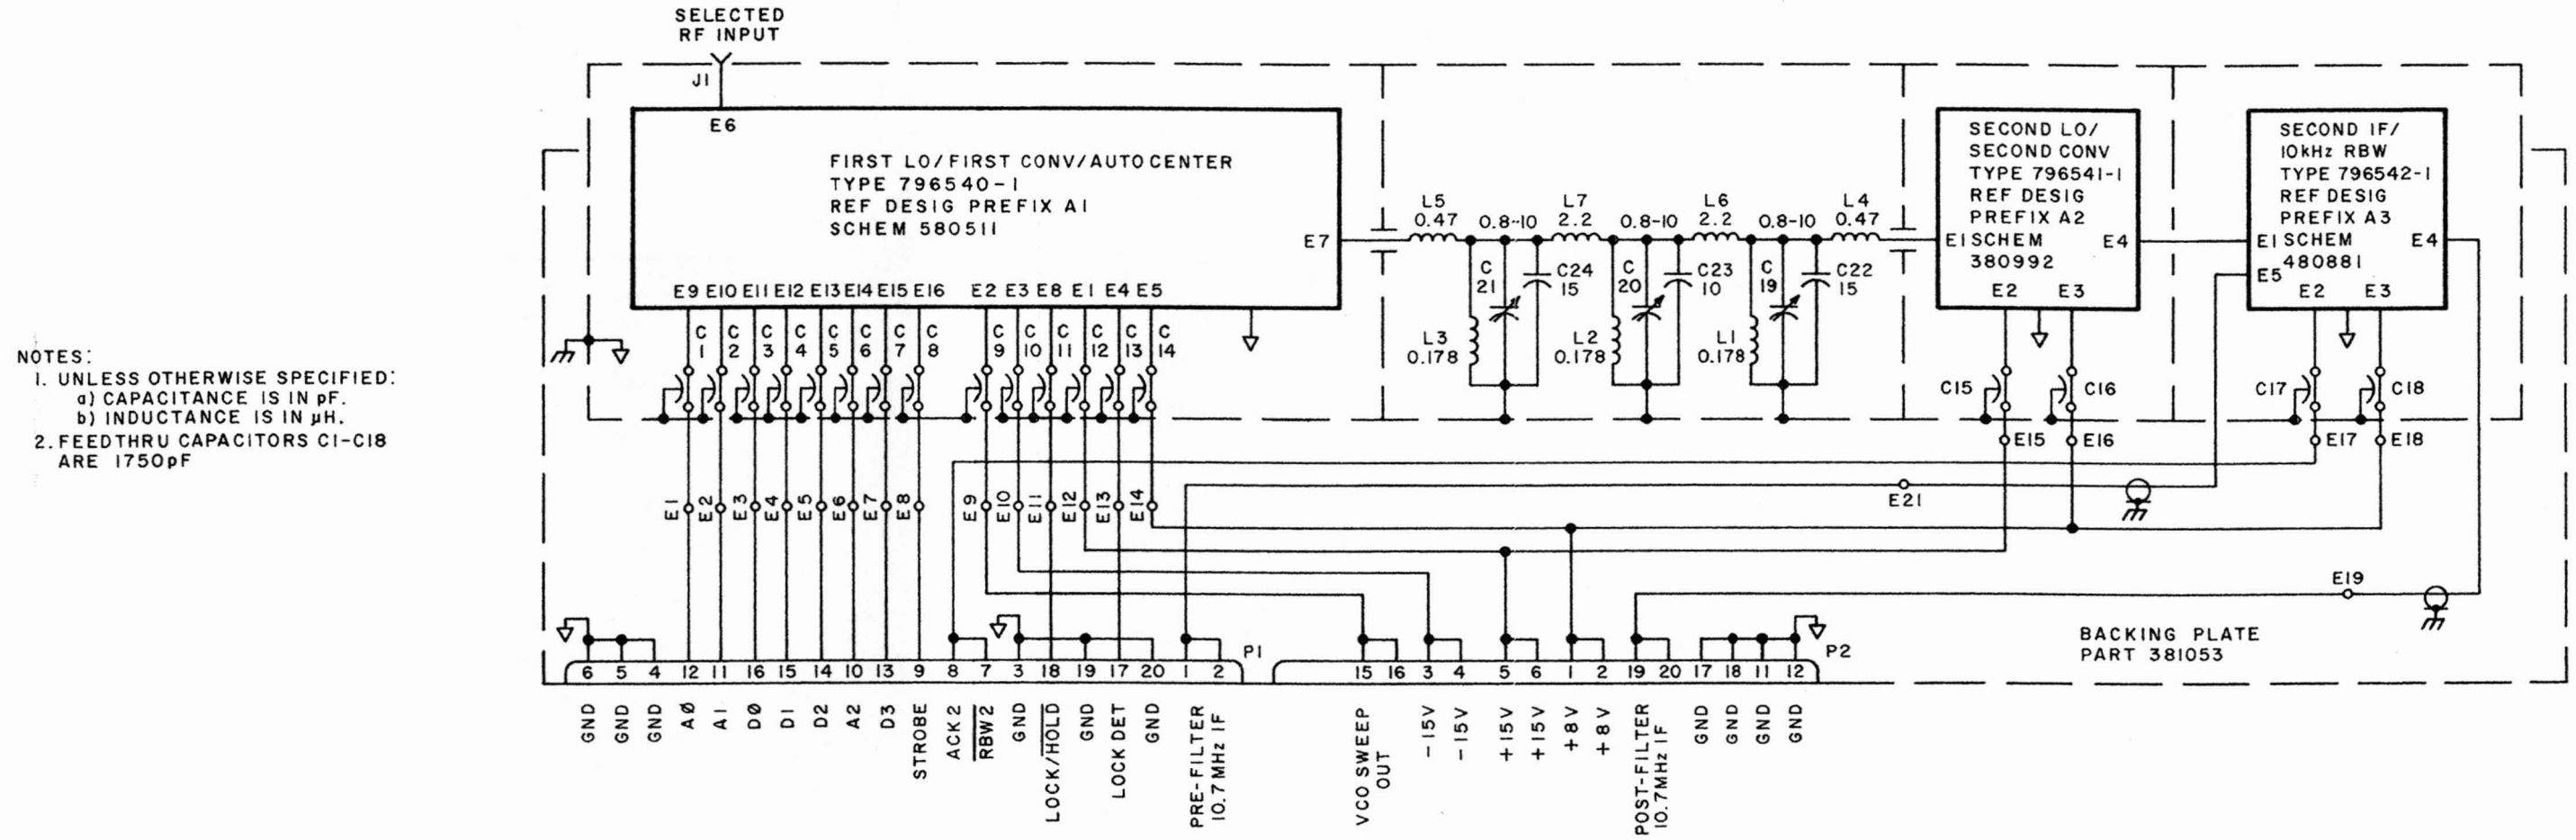 SELECTED
RF INPUT
J1
E6
FIRST LO/FIRST CONV/AUTO CENTER
TYPE 796540-1
REF DESIG PREFIX A1
SCHEM 580511
E7
E9 E10 E11 E12 E13 E14 E15 E16 E2 E3 E8 E1 E4 E5
C 1
C 2
C 3
C 4
C 5
C 6
C 7
C 8
C 9
C 10
C 11
C 12
C 13
C 14
L5
0.47
0.8-10
L7
2.2
0.8-10
L6
2.2
0.8-10
L4
0.47
C 21
C24
15
C 20
C23
10
C 19
C22
15
L3
0.178
L2
0.178
L1
0.178
SECOND LO/
SECOND CONV
TYPE 796541-1
REF DESIG
PREFIX A2
E1 SCHEM E4
380992
E2 E3
SECOND IF/
10kHz RBW
TYPE 796542-1
REF DESIG
PREFIX A3
E1 SCHEM E4
E5 480881
E2 E3
C15
C16
C17
C18
E15
E16
E17
E18
NOTES:
1. UNLESS OTHERWISE SPECIFIED:
a) CAPACITANCE IS IN pF.
b) INDUCTANCE IS IN µH.
2. FEEDTHRU CAPACITORS C1-C18
ARE 1750pF
E1 E2 E3 E4 E5 E6 E7 E8 E9 E10 E11 E12 E13 E14
E21
E19
BACKING PLATE
PART 381053
P1
P2
6 5 4 12 11 16 15 14 10 13 9 8 7 3 18 19 17 20 1 2
15 16 3 4 5 6 1 2 19 20 17 18 11 12
GND
GND
GND
AØ
A1
DØ
D1
D2
A2
D3
STROBE
ACK 2
RBW 2
GND
LOCK/HOLD
GND
LOCK DET
GND
PRE-FILTER
10.7 MHz IF
VCO SWEEP
OUT
-15V
-15V
+15V
+15V
+8V
+8V
POST-FILTER
10.7MHz IF
GND
GND
GND
GND